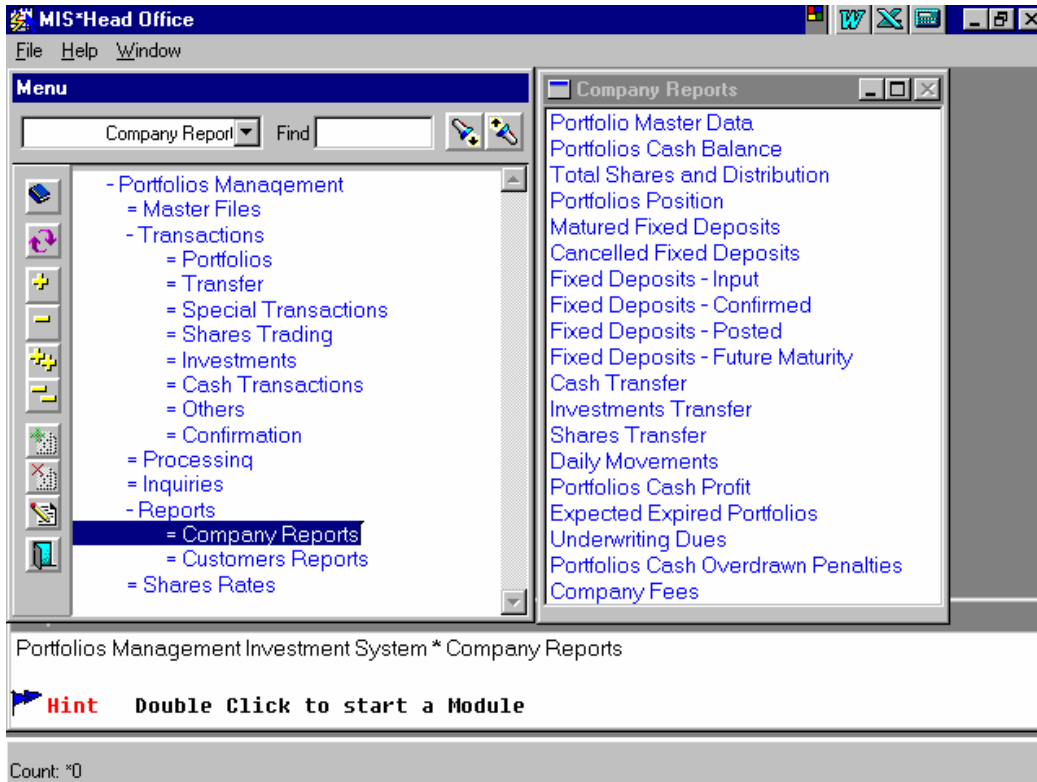 MIS*Head Office
File Help Window
Menu
Company Report
Find
- Portfolios Management
= Master Files
- Transactions
= Portfolios
= Transfer
= Special Transactions
= Shares Trading
= Investments
= Cash Transactions
= Others
= Confirmation
= Processing
= Inquiries
- Reports
= Company Reports
= Customers Reports
= Shares Rates
Company Reports
Portfolio Master Data
Portfolios Cash Balance
Total Shares and Distribution
Portfolios Position
Matured Fixed Deposits
Cancelled Fixed Deposits
Fixed Deposits - Input
Fixed Deposits - Confirmed
Fixed Deposits - Posted
Fixed Deposits - Future Maturity
Cash Transfer
Investments Transfer
Shares Transfer
Daily Movements
Portfolios Cash Profit
Expected Expired Portfolios
Underwriting Dues
Portfolios Cash Overdrawn Penalties
Company Fees
Portfolios Management Investment System * Company Reports
Hint Double Click to start a Module
Count: *0